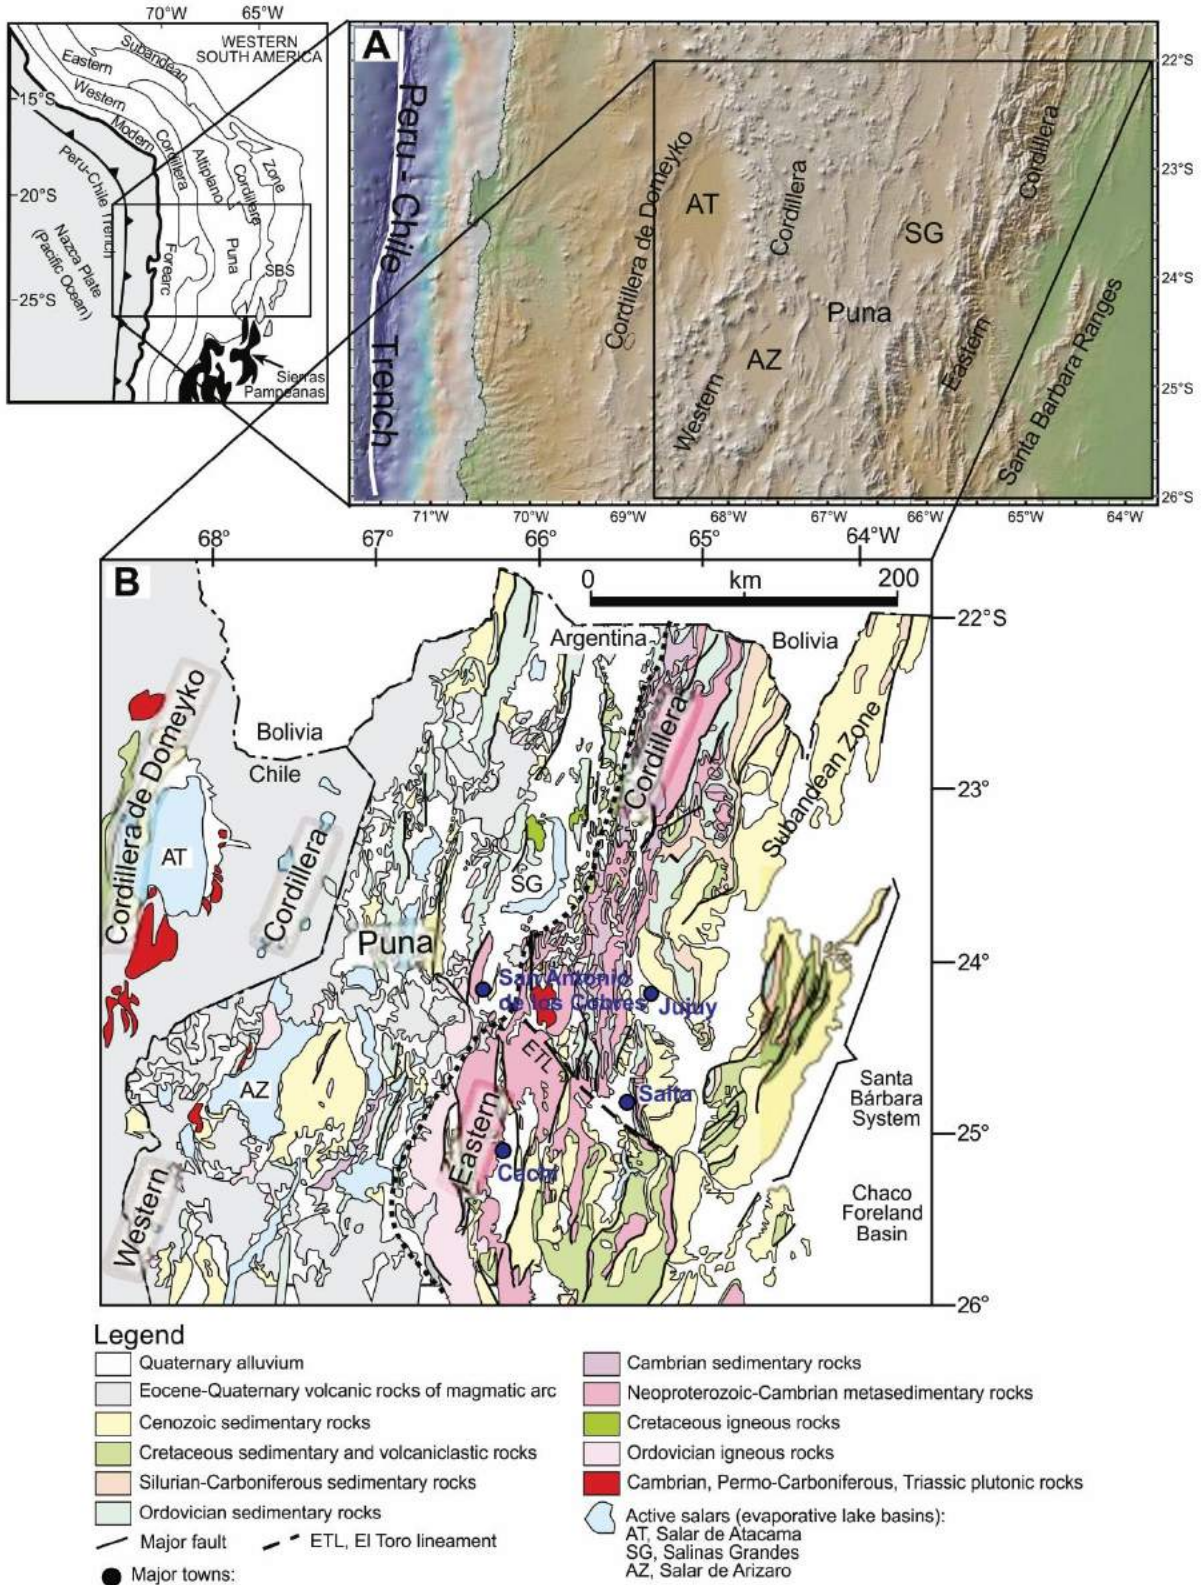 70°W 65°W
WESTERN
SOUTH AMERICA
Subandean
Eastern
Western
Modern
15°S
Cordillera
Altiplano
Zone
Cordillera
Peru-Chile Trench
20°S
Nazca Plate
(Pacific Ocean)
Forearc
Puna
SBS
25°S
Sierras
Pampeanas
A
Peru - Chile Trench
Cordillera de Domeyko
AT
Cordillera
SG
Cordillera
Puna
AZ
Western
Eastern
Santa Barbara Ranges
22°S
23°S
24°S
25°S
26°S
71°W 70°W 69°W 68°W 67°W 66°W 65°W 64°W
68° 67° 66° 65° 64°W
B
0 km 200
22°S
Argentina
Bolivia
Bolivia
Chile
Cordillera de Domeyko
Cordillera
Subandean Zone
23°
AT
Cordillera
SG
Puna
24°
San Antonio
de los Cobres
Jujuy
ETL
AZ
Salta
Santa
Bárbara
System
25°
Eastern
Cachi
Western
Chaco
Foreland
Basin
26°
Legend
Quaternary alluvium
Eocene-Quaternary volcanic rocks of magmatic arc
Cenozoic sedimentary rocks
Cretaceous sedimentary and volcaniclastic rocks
Silurian-Carboniferous sedimentary rocks
Ordovician sedimentary rocks
Major fault
ETL, El Toro lineament
Major towns:
Cambrian sedimentary rocks
Neoproterozoic-Cambrian metasedimentary rocks
Cretaceous igneous rocks
Ordovician igneous rocks
Cambrian, Permo-Carboniferous, Triassic plutonic rocks
Active salars (evaporative lake basins):
AT, Salar de Atacama
SG, Salinas Grandes
AZ, Salar de Arizaro